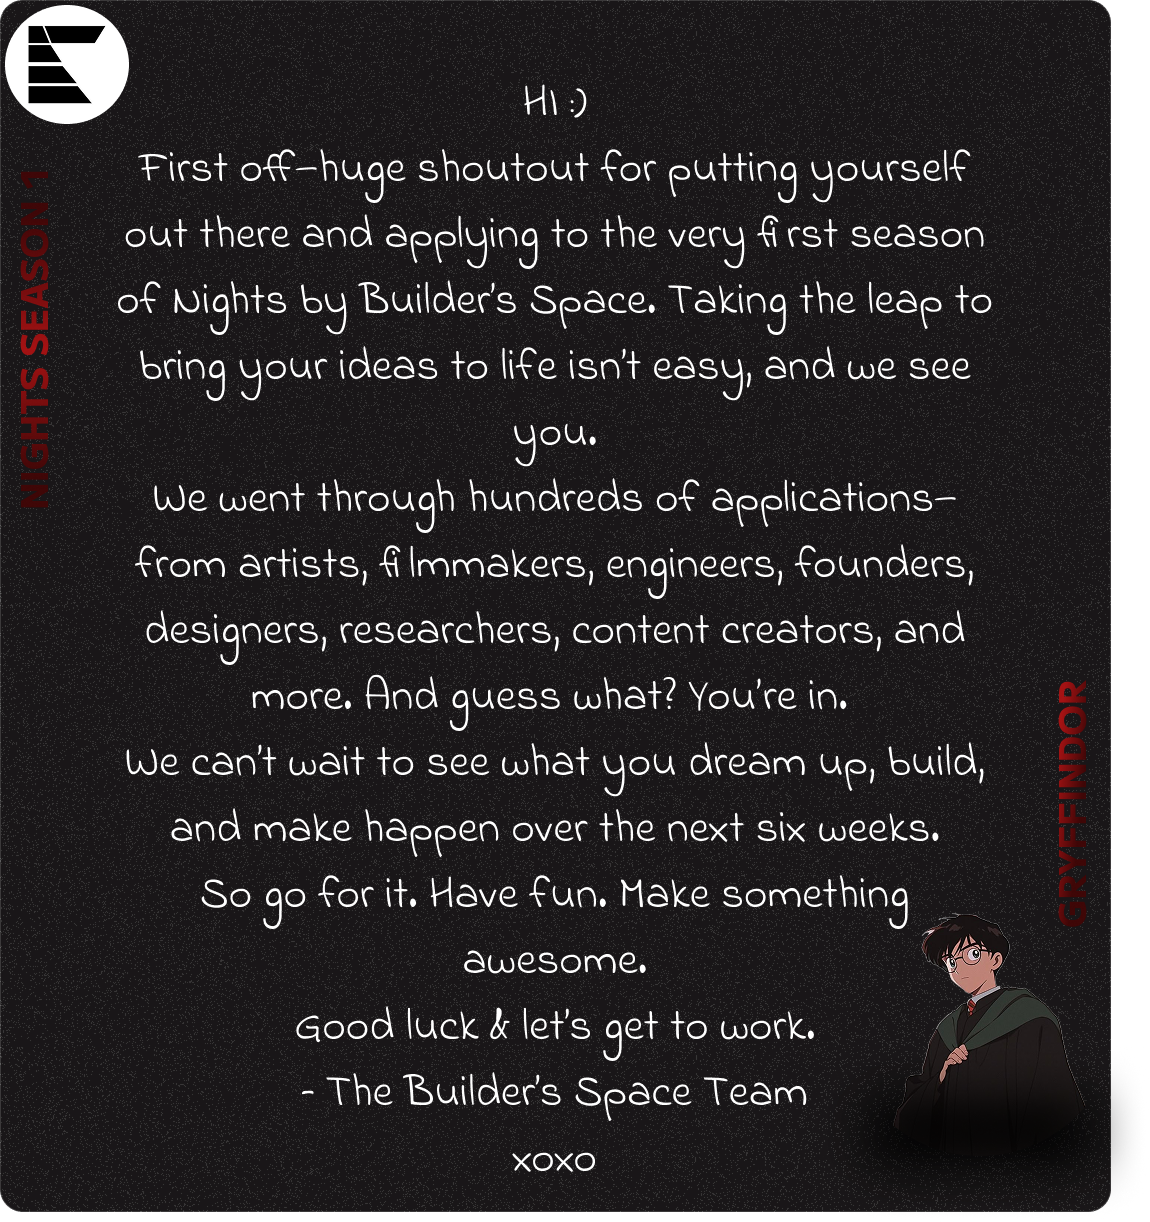 HI :)
First off—huge shoutout for putting yourself
out there and applying to the very first season
of Nights by Builder's Space. Taking the leap to
bring your ideas to life isn't easy, and we see
you.
We went through hundreds of applications—
from artists, filmmakers, engineers, founders,
designers, researchers, content creators, and
more. And guess what? You're in.
We can't wait to see what you dream up, build,
and make happen over the next six weeks.
So go for it. Have fun. Make something
awesome.
Good luck & let's get to work.
- The Builder's Space Team
xoxo
NIGHTS SEASON 1
GRYFFINDOR